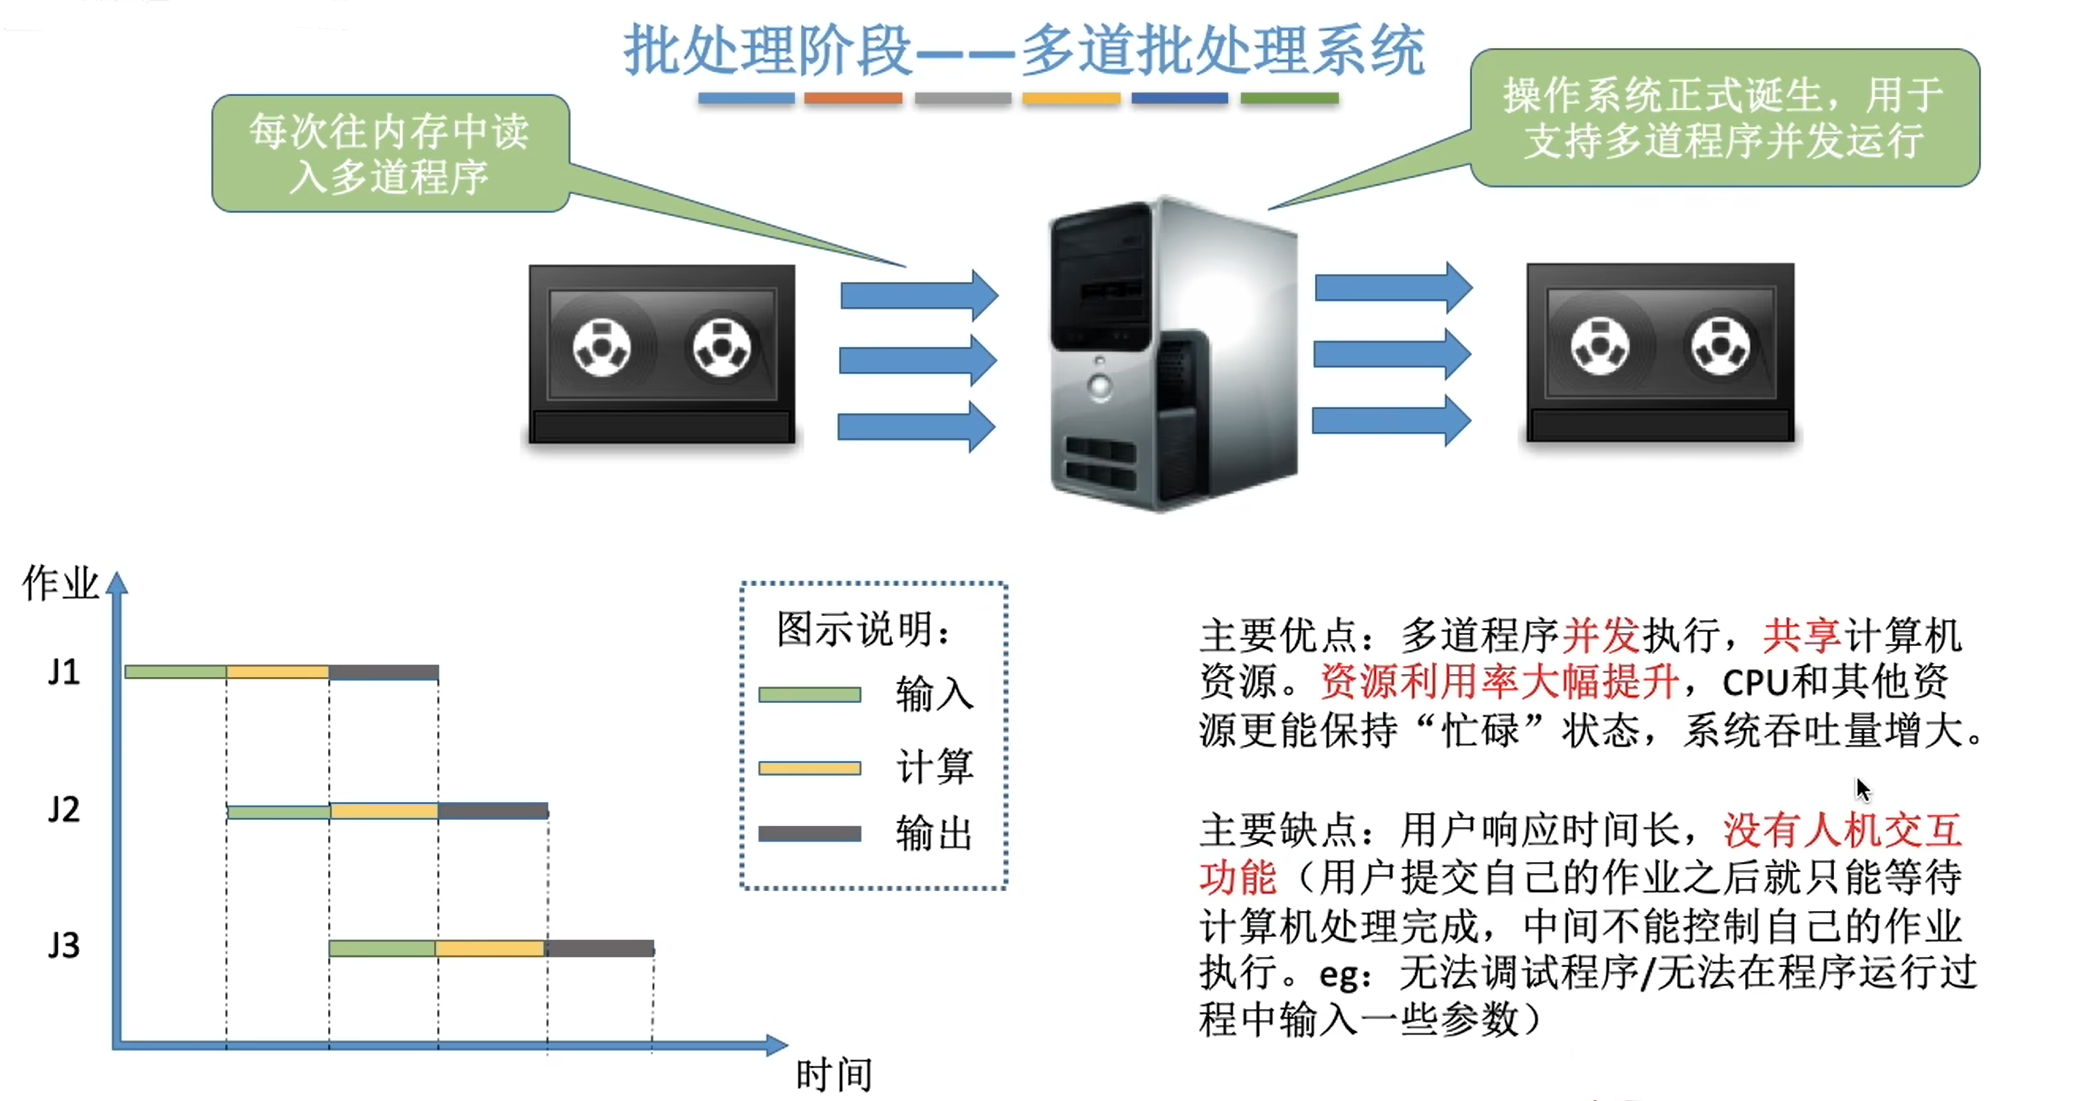 批处理阶段——多道批处理系统
每次往内存中读
入多道程序
操作系统正式诞生，用于
支持多道程序并发运行
作业
J1
J2
J3
时间
图示说明：
输入
计算
输出
主要优点：多道程序并发执行，共享计算机
资源。资源利用率大幅提升，CPU和其他资
源更能保持“忙碌”状态，系统吞吐量增大。
主要缺点：用户响应时间长，没有人机交互
功能（用户提交自己的作业之后就只能等待
计算机处理完成，中间不能控制自己的作业
执行。eg：无法调试程序/无法在程序运行过
程中输入一些参数）